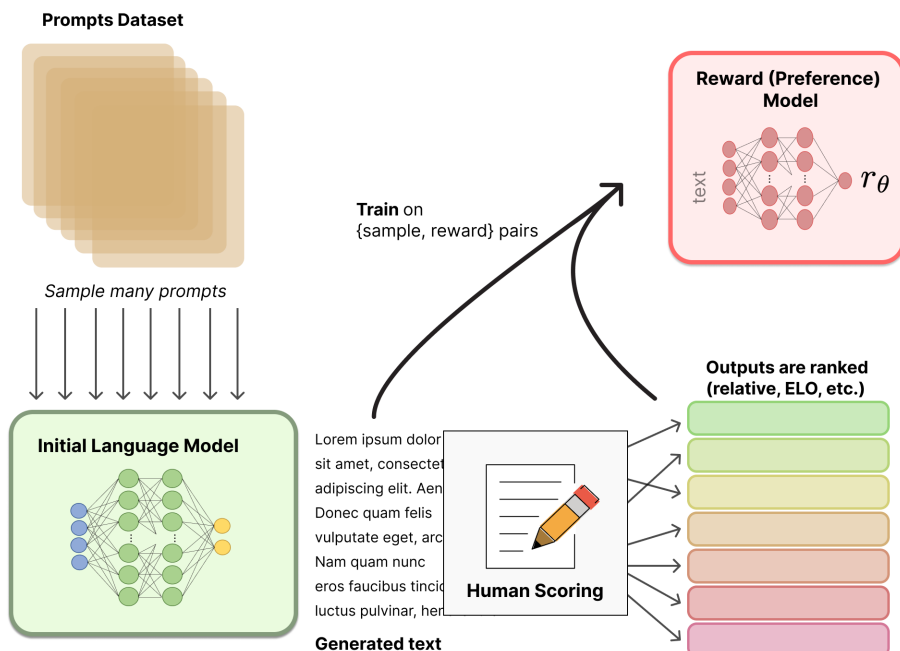 Prompts Dataset
Sample many prompts
Initial Language Model
Train on
{sample, reward} pairs
Reward (Preference)
Model
text
rθ
Lorem ipsum dolor
sit amet, consectet
adipiscing elit. Aen
Donec quam felis
vulputate eget, arc
Nam quam nunc
eros faucibus tincid
luctus pulvinar, her
Generated text
Human Scoring
Outputs are ranked
(relative, ELO, etc.)